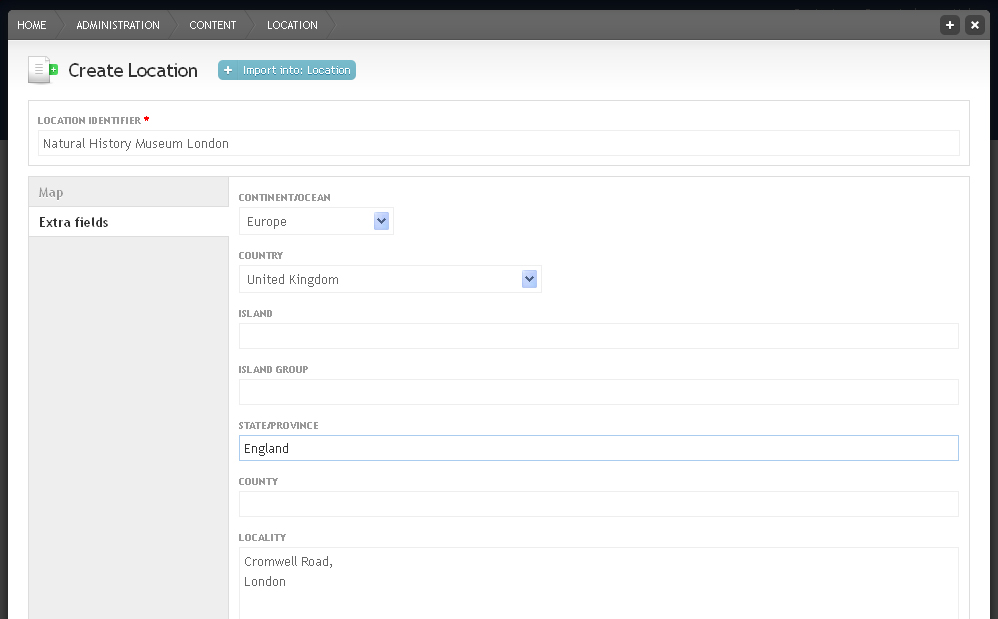 HOME ADMINISTRATION CONTENT LOCATION
Create Location + Import into: Location
LOCATION IDENTIFIER *
Natural History Museum London
Map
Extra fields
CONTINENT/OCEAN
Europe
COUNTRY
United Kingdom
ISLAND
ISLAND GROUP
STATE/PROVINCE
England
COUNTY
LOCALITY
Cromwell Road,
London